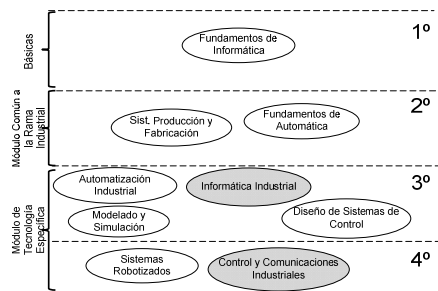 Básicas
Fundamentos de
Informática
1º
Módulo Común a
la Rama
Industrial
Sist. Producción y
Fabricación
Fundamentos de
Automática
2º
Módulo de
Tecnología
Específica
Automatización
Industrial
Informática Industrial
3º
Modelado y
Simulación
Diseño de Sistemas de
Control
Sistemas
Robotizados
Control y Comunicaciones
Industriales
4º